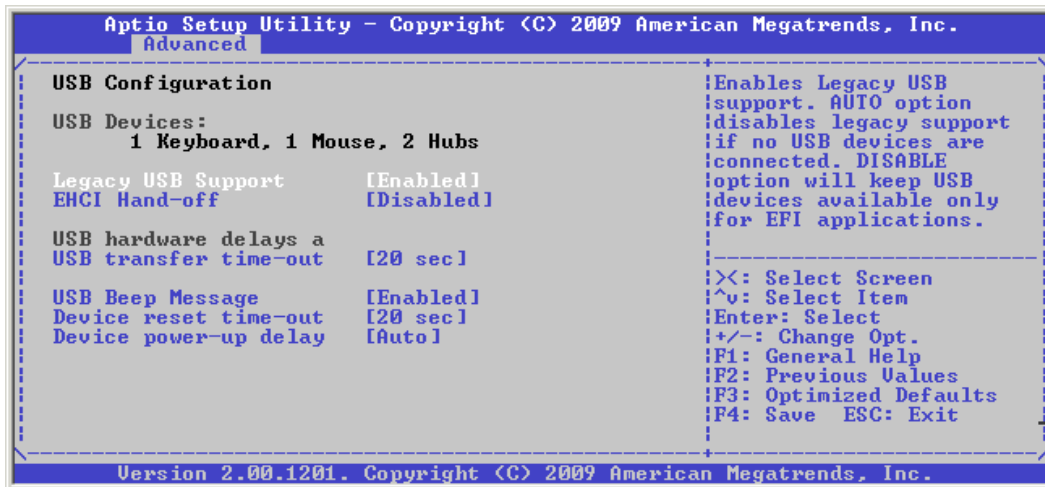 Aptio Setup Utility - Copyright (C) 2009 American Megatrends, Inc.
Advanced
USB Configuration
USB Devices:
1 Keyboard, 1 Mouse, 2 Hubs
Legacy USB Support [Enabled]
EHCI Hand-off [Disabled]
USB hardware delays a
USB transfer time-out [20 sec]
USB Beep Message [Enabled]
Device reset time-out [20 sec]
Device power-up delay [Auto]
Enables Legacy USB
support. AUTO option
disables legacy support
if no USB devices are
connected. DISABLE
option will keep USB
devices available only
for EFI applications.
><: Select Screen
^v: Select Item
Enter: Select
+/-: Change Opt.
F1: General Help
F2: Previous Values
F3: Optimized Defaults
F4: Save ESC: Exit
Version 2.00.1201. Copyright (C) 2009 American Megatrends, Inc.